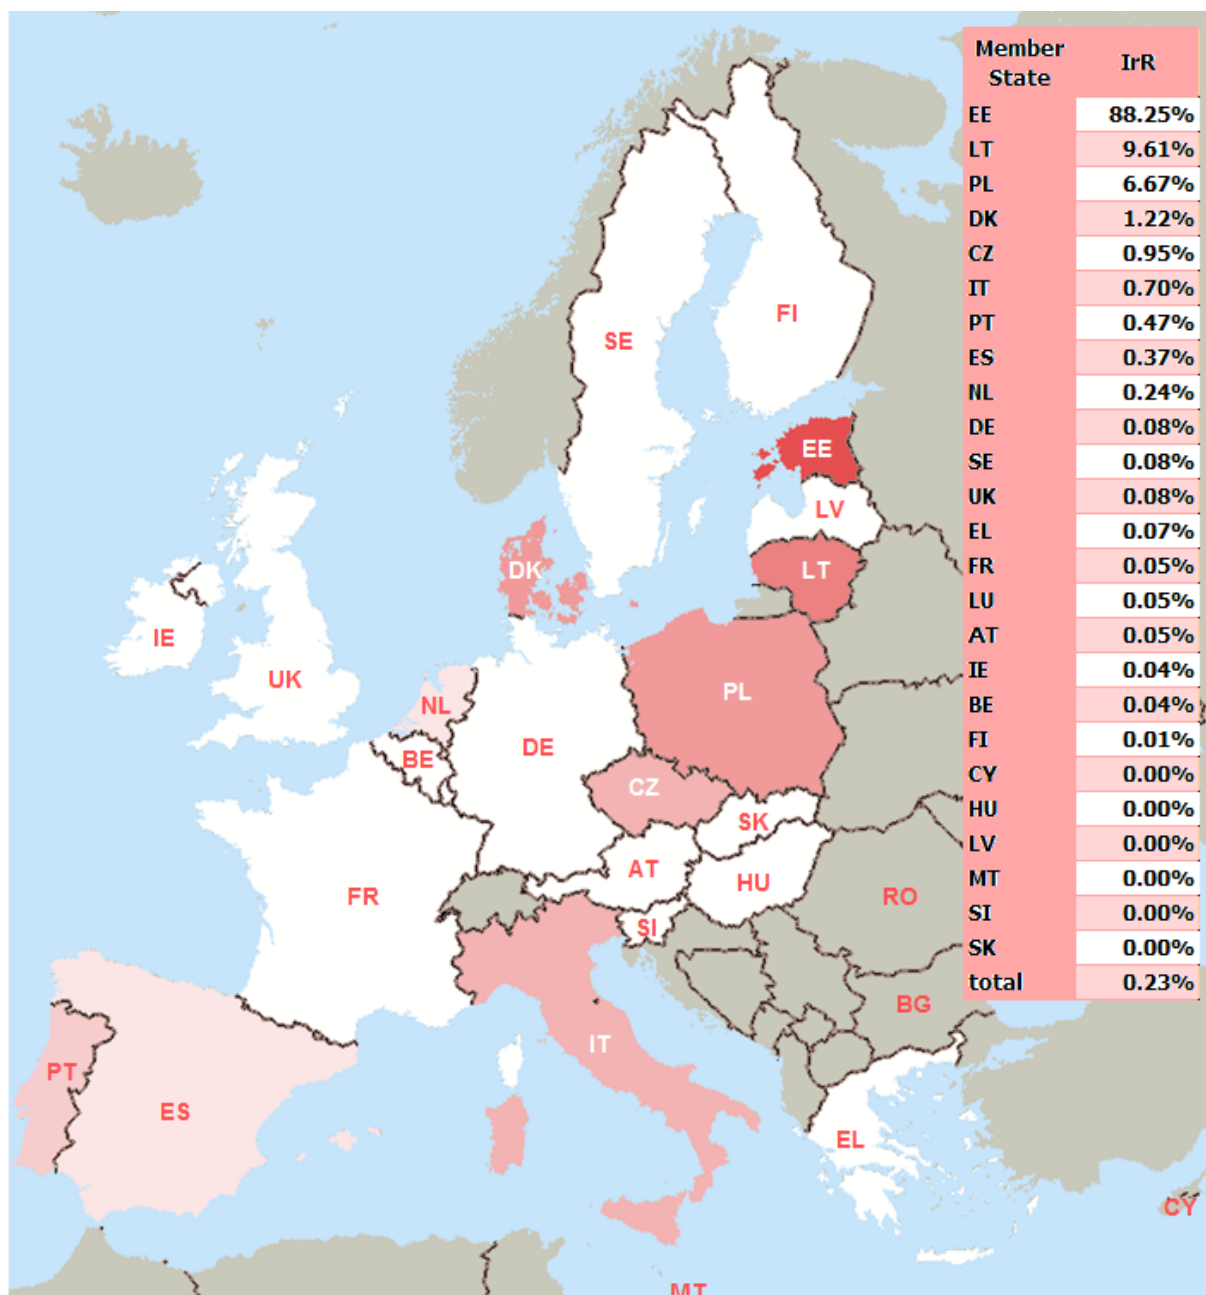 Member
State IrR
EE 88.25%
LT 9.61%
PL 6.67%
DK 1.22%
CZ 0.95%
IT 0.70%
PT 0.47%
ES 0.37%
NL 0.24%
DE 0.08%
SE 0.08%
UK 0.08%
EL 0.07%
FR 0.05%
LU 0.05%
AT 0.05%
IE 0.04%
BE 0.04%
FI 0.01%
CY 0.00%
HU 0.00%
LV 0.00%
MT 0.00%
SI 0.00%
SK 0.00%
total 0.23%
FI
SE
EE
LV
LT
DK
IE
UK
PL
NL
DE
BE
CZ
SK
AT
HU
FR
RO
SI
BG
IT
PT
ES
EL
CY
MT